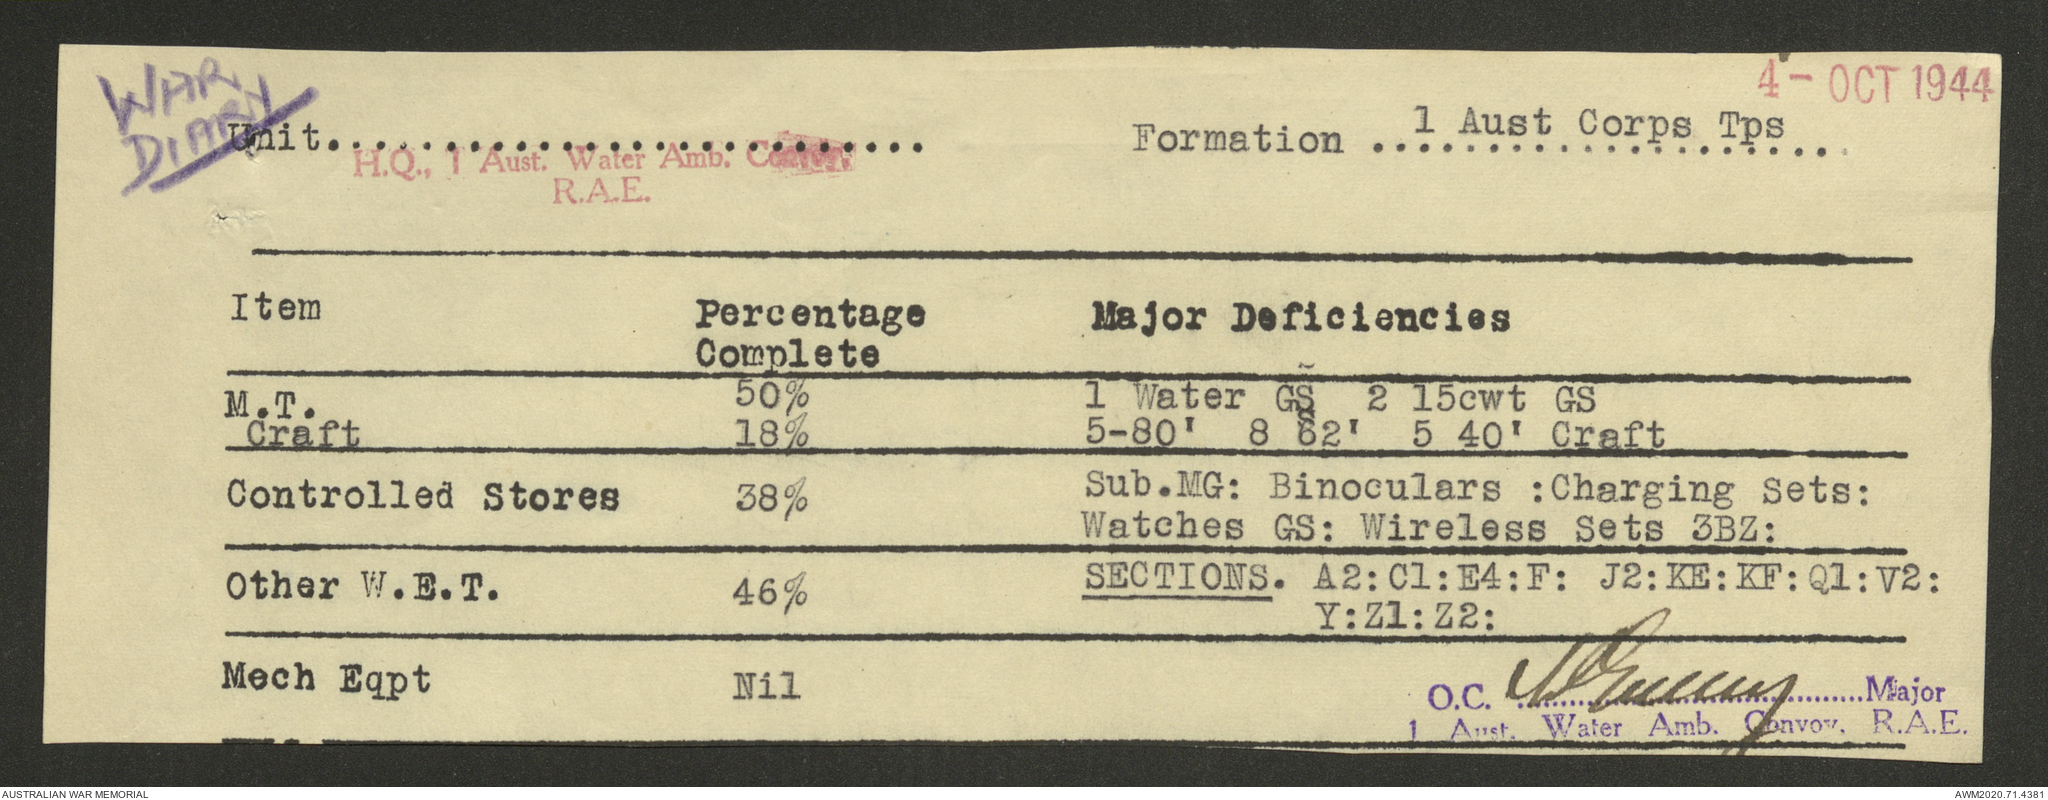 WAR
DIARY
4- OCT 1944
Unit..............................
Formation ......................
1 Aust Corps Tps
H.Q., 1 Aust. Water Amb. Convoy.
R.A.E.
Item
Percentage
Complete
Major Deficiencies
M.T. 50% 1 Water GS 2 15cwt GS
Craft 18% 5-80' 8 62' 5 40' Craft
Controlled Stores 38% Sub.MG: Binoculars :Charging Sets:
Watches GS: Wireless Sets 3BZ:
Other W.E.T. 46% SECTIONS. A2:C1:E4:F: J2:KE:KF:Q1:V2:
Y:Z1:Z2:
Mech Eqpt Nil
O.C. ..............................Major
1 Aust. Water Amb. Convoy, R.A.E.
AUSTRALIAN WAR MEMORIAL
AWM2020.71.4381